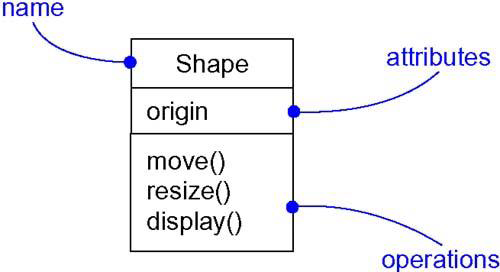 name
Shape
attributes
origin
move()
resize()
display()
operations